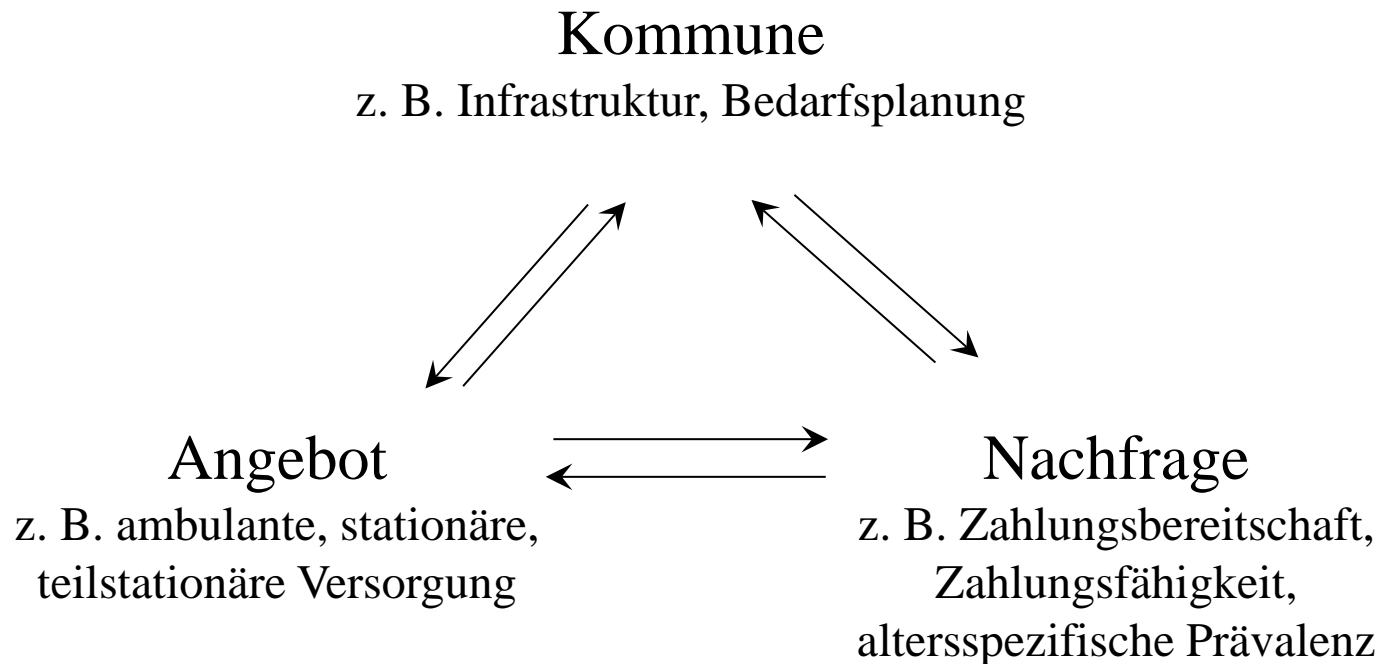 Kommune
z. B. Infrastruktur, Bedarfsplanung
Angebot
z. B. ambulante, stationäre,
teilstationäre Versorgung
Nachfrage
z. B. Zahlungsbereitschaft,
Zahlungsfähigkeit,
altersspezifische Prävalenz